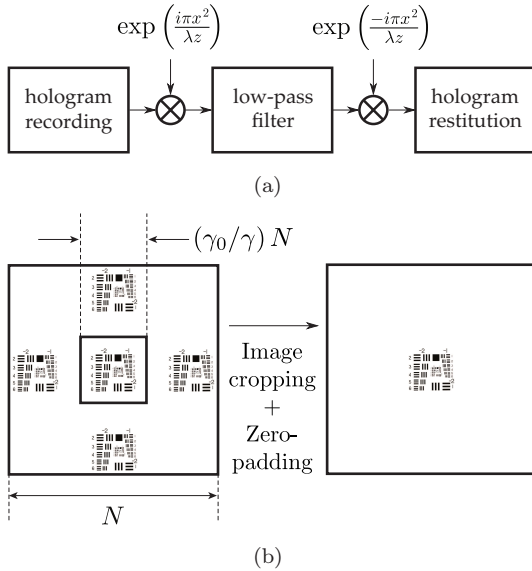 exp (iπx²/λz)
exp (−iπx²/λz)
hologram
recording
low-pass
filter
hologram
restitution
(a)
(γ₀/γ) N
Image
cropping
+
Zero-
padding
N
(b)